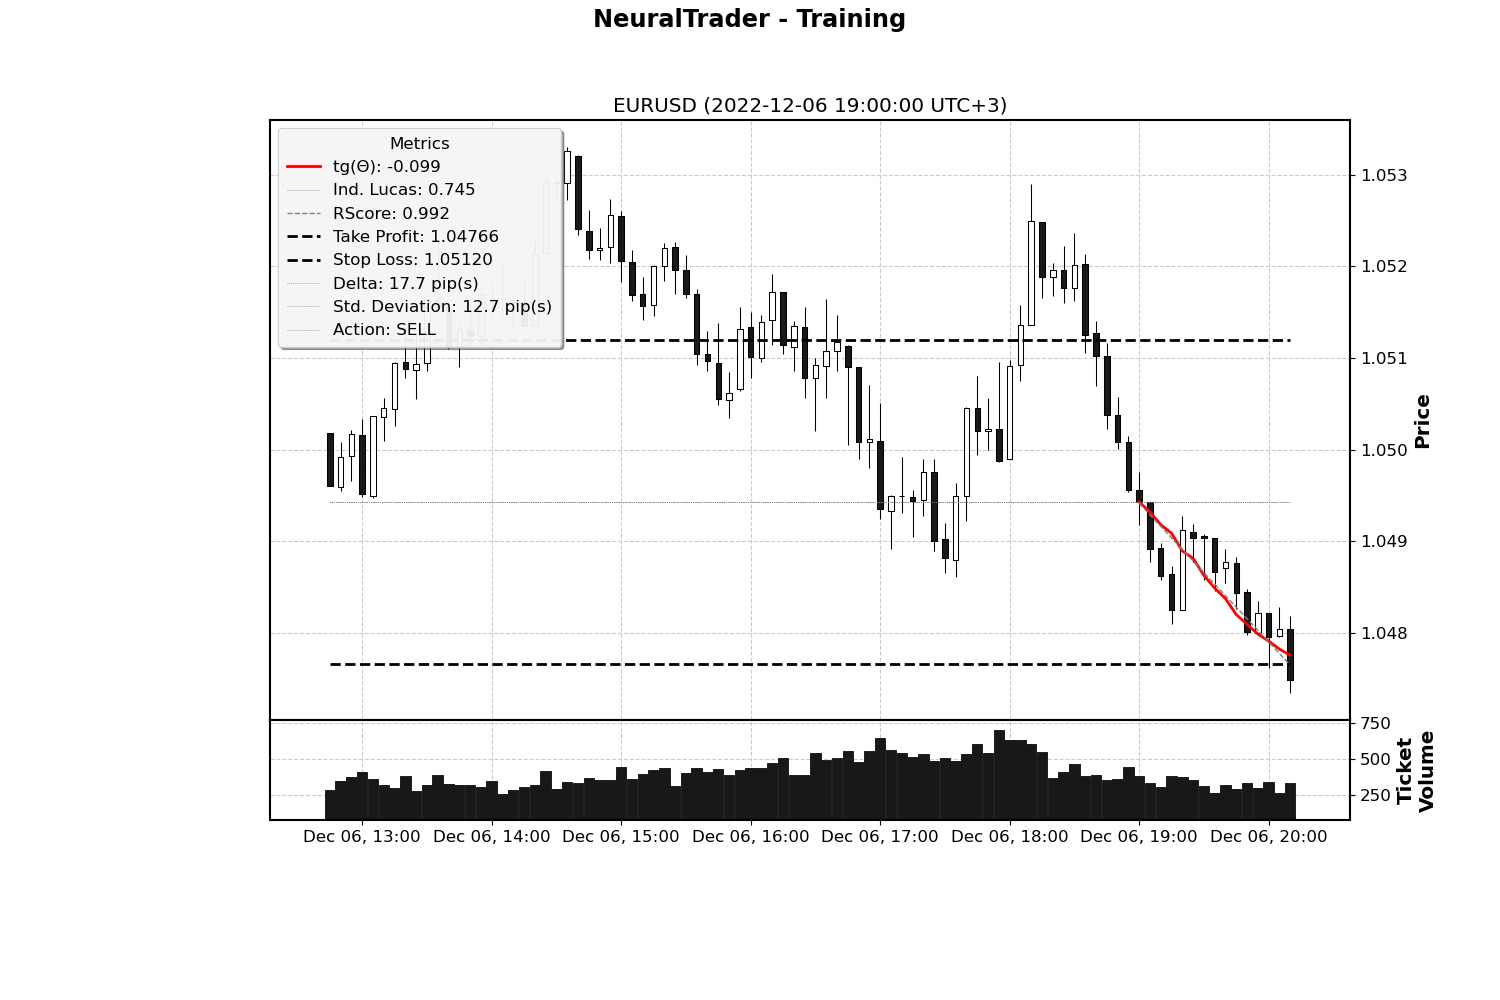 NeuralTrader - Training
EURUSD (2022-12-06 19:00:00 UTC+3)
Metrics
tg(Θ): -0.099
Ind. Lucas: 0.745
RScore: 0.992
Take Profit: 1.04766
Stop Loss: 1.05120
Delta: 17.7 pip(s)
Std. Deviation: 12.7 pip(s)
Action: SELL
1.053
1.052
1.051
1.050
1.049
1.048
Price
750
500
250
Ticket
Volume
Dec 06, 13:00 Dec 06, 14:00 Dec 06, 15:00 Dec 06, 16:00 Dec 06, 17:00 Dec 06, 18:00 Dec 06, 19:00 Dec 06, 20:00